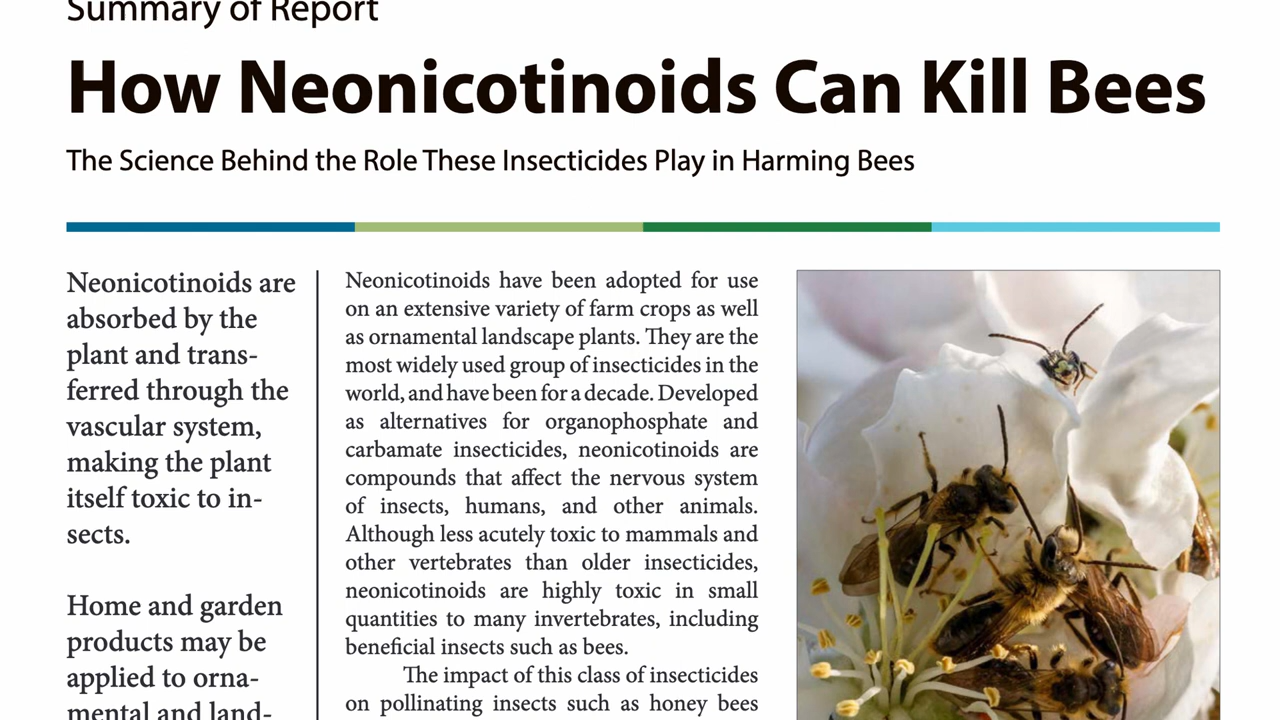 Summary of Report
How Neonicotinoids Can Kill Bees
The Science Behind the Role These Insecticides Play in Harming Bees
Neonicotinoids are
absorbed by the
plant and trans-
ferred through the
vascular system,
making the plant
itself toxic to in-
sects.
Home and garden
products may be
applied to orna-
mental and land-
Neonicotinoids have been adopted for use
on an extensive variety of farm crops as well
as ornamental landscape plants. They are the
most widely used group of insecticides in the
world, and have been for a decade. Developed
as alternatives for organophosphate and
carbamate insecticides, neonicotinoids are
compounds that affect the nervous system
of insects, humans, and other animals.
Although less acutely toxic to mammals and
other vertebrates than older insecticides,
neonicotinoids are highly toxic in small
quantities to many invertebrates, including
beneficial insects such as bees.
The impact of this class of insecticides
on pollinating insects such as honey bees